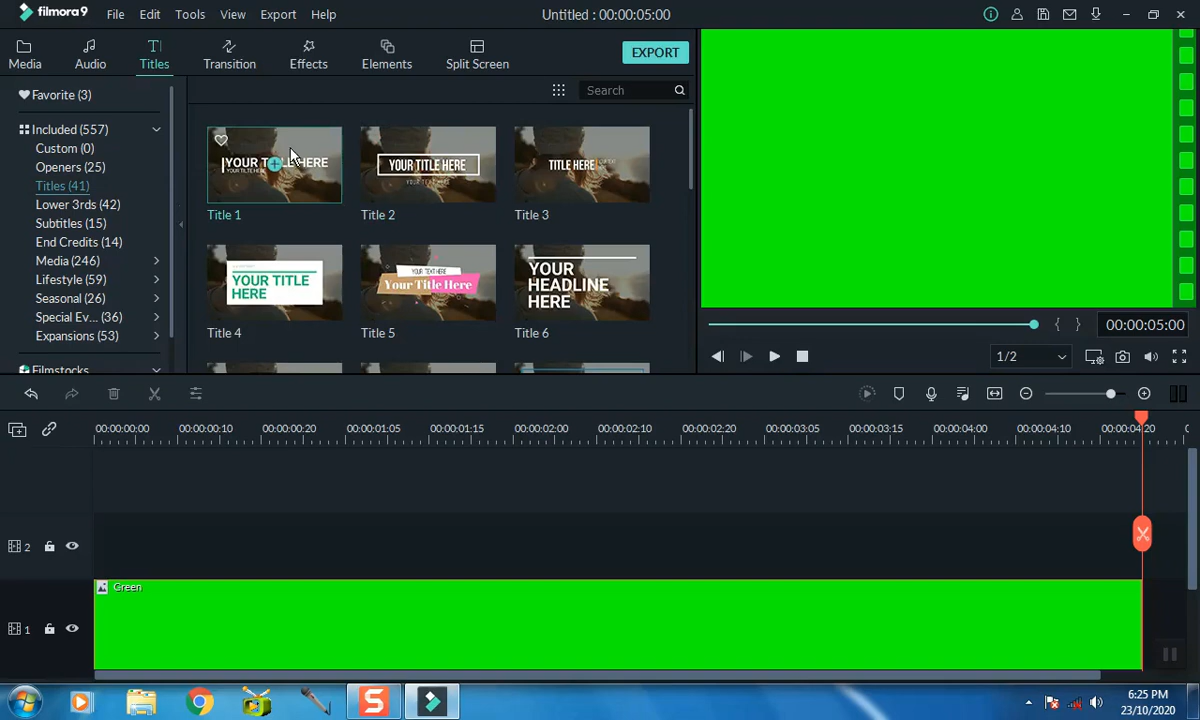 filmora9 File Edit Tools View Export Help Untitled : 00:00:05:00
Media Audio Titles Transition Effects Elements Split Screen EXPORT
Favorite (3)
Search
Included (557)
Custom (0)
Openers (25)
Titles (41)
Lower 3rds (42)
Subtitles (15)
End Credits (14)
Media (246)
Lifestyle (59)
Seasonal (26)
Special Ev... (36)
Expansions (53)
Filmstocks
YOUR TITLE HERE
Title 1
YOUR TITLE HERE
Title 2
TITLE HERE
Title 3
YOUR TITLE
HERE
Title 4
YOUR TEXT HERE
Your Title Here
Title 5
YOUR
HEADLINE
HERE
Title 6
{ } 00:00:05:00
1/2
00:00:00:00 00:00:00:10 00:00:00:20 00:00:01:05 00:00:01:15 00:00:02:00 00:00:02:10 00:00:02:20 00:00:03:05 00:00:03:15 00:00:04:00 00:00:04:10 00:00:04:20
2
Green
1
S
6:25 PM
23/10/2020